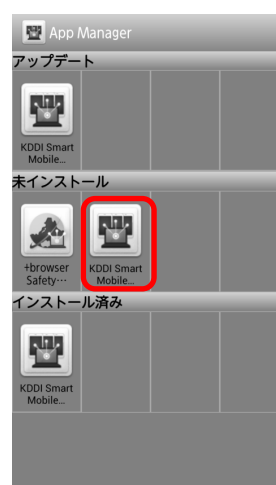 App Manager
アップデート
KDDI Smart
Mobile...
未インストール
+browser
Safety…
KDDI Smart
Mobile...
インストール済み
KDDI Smart
Mobile...